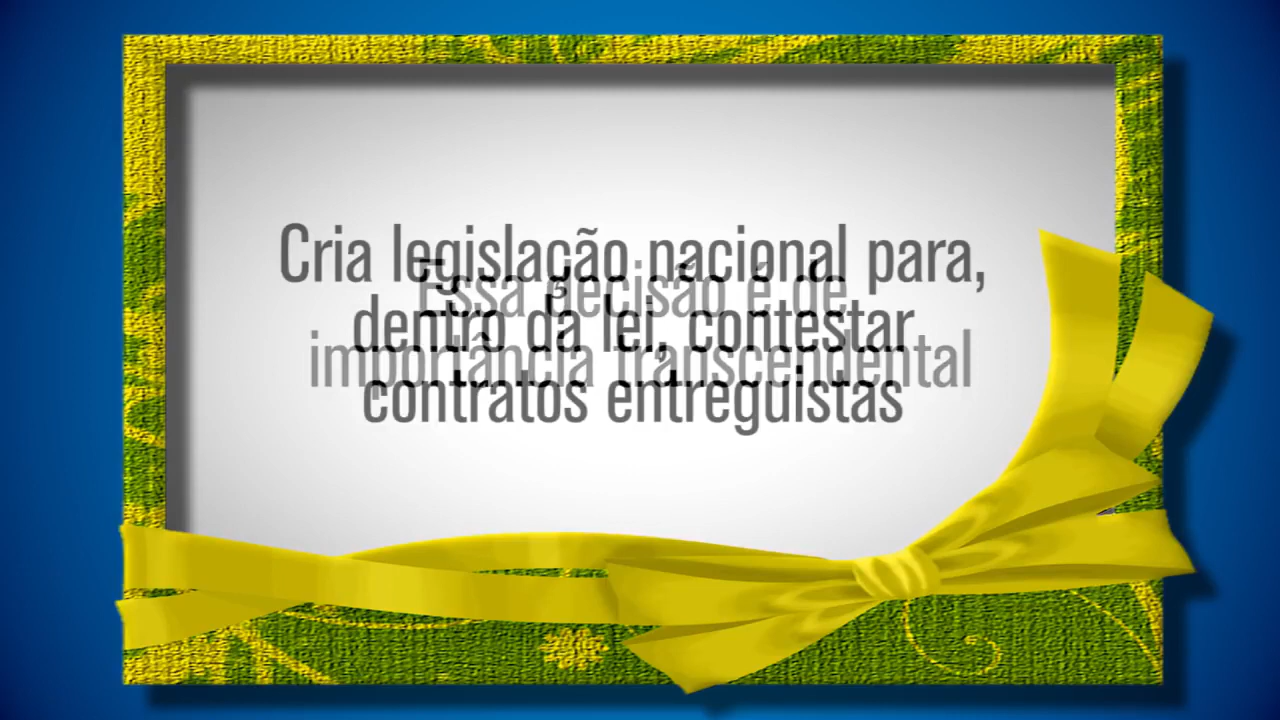 Cria legislação nacional para,
dentro da lei, contestar
contratos entreguistas
Essa decisão é de
importância transcendental